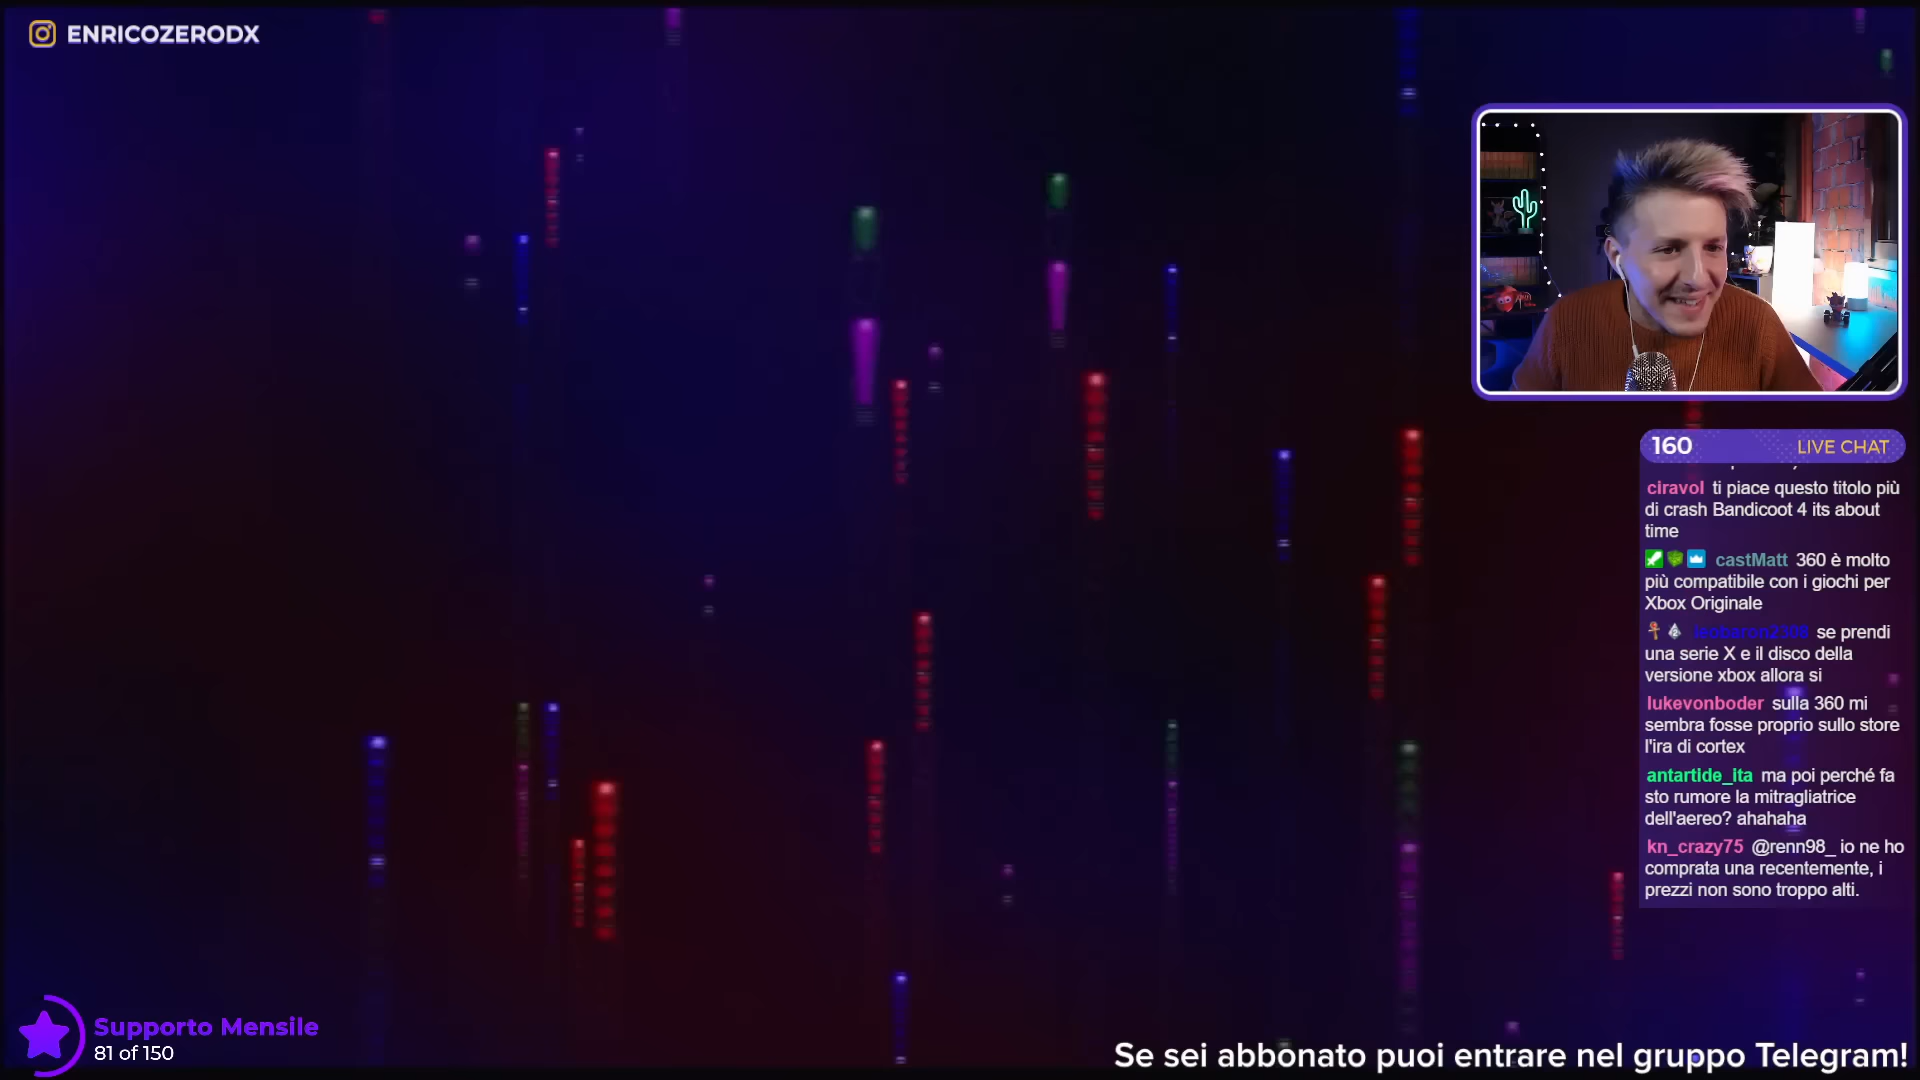 ENRICOZERODX
160
LIVE CHAT
ciravol ti piace questo titolo più
di crash Bandicoot 4 its about
time
castMatt 360 è molto
più compatibile con i giochi per
Xbox Originale
leobaron2308 se prendi
una serie X e il disco della
versione xbox allora si
lukevonboder sulla 360 mi
sembra fosse proprio sullo store
l'ira di cortex
antartide_ita ma poi perché fa
sto rumore la mitragliatrice
dell'aereo? ahahaha
kn_crazy75 @renn98_ io ne ho
comprata una recentemente, i
prezzi non sono troppo alti.
Supporto Mensile
81 of 150
Se sei abbonato puoi entrare nel gruppo Telegram!